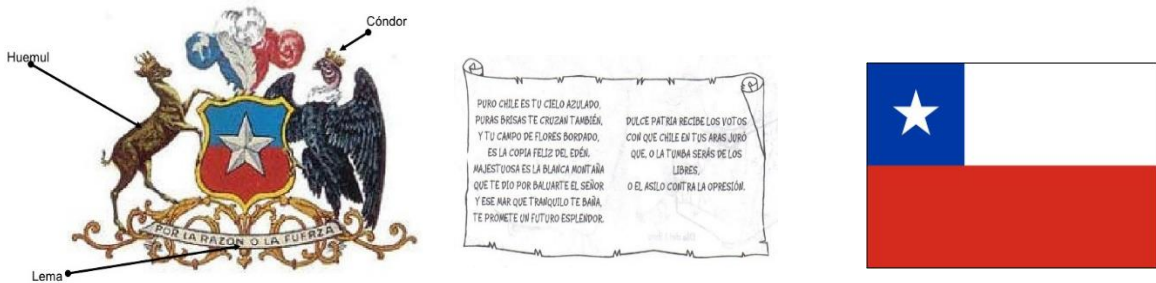 Cóndor
Huemul
POR LA RAZÓN O LA FUERZA
Lema
PURO CHILE ES TU CIELO AZULADO,
PURAS BRISAS TE CRUZAN TAMBIÉN,
Y TU CAMPO DE FLORES BORDADO,
ES LA COPIA FELIZ DEL EDÉN.
MAJESTUOSA ES LA BLANCA MONTAÑA
QUE TE DIO POR BALUARTE EL SEÑOR
Y ESE MAR QUE TRANQUILO TE BAÑA,
TE PROMETE UN FUTURO ESPLENDOR.
DULCE PATRIA RECIBE LOS VOTOS
CON QUE CHILE EN TUS ARAS JURÓ
QUE, O LA TUMBA SERÁS DE LOS
LIBRES,
O EL ASILO CONTRA LA OPRESIÓN.